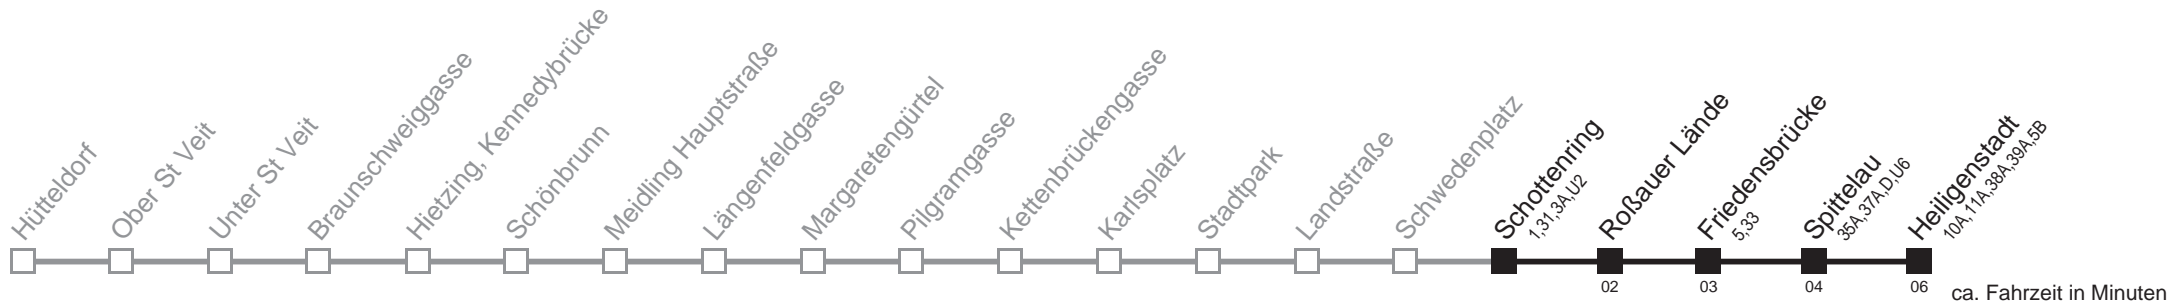 Hütteldorf
Ober St Veit
Unter St Veit
Braunschweiggasse
Hietzing, Kennedybrücke
Schönbrunn
Meidling Hauptstraße
Längenfeldgasse
Margaretengürtel
Pilgramgasse
Kettenbrückengasse
Karlsplatz
Stadtpark
Landstraße
Schwedenplatz
Schottenring
1,31,3A,U2
Roßauer Lände
Friedensbrücke
5,33
Spittelau
35A,37A,D,U6
Heiligenstadt
10A,11A,38A,39A,5B
02 03 04 06 ca. Fahrzeit in Minuten